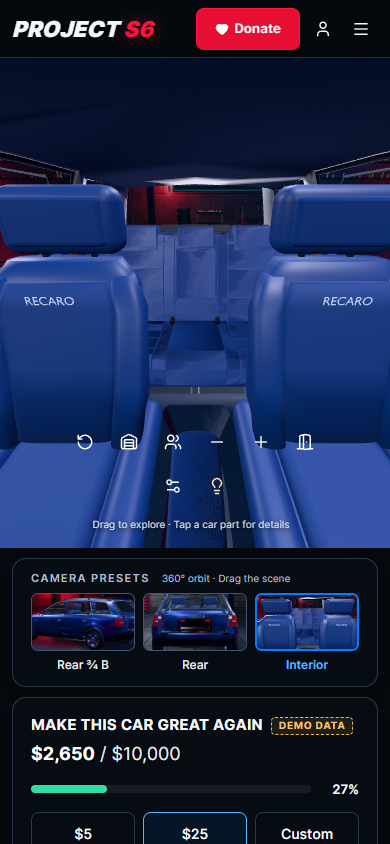 PROJECT S6
Donate
RECARO
RECARO
Drag to explore · Tap a car part for details
CAMERA PRESETS 360° orbit · Drag the scene
Rear ¾ B
Rear
Interior
MAKE THIS CAR GREAT AGAIN DEMO DATA
$2,650 / $10,000
27%
$5
$25
Custom